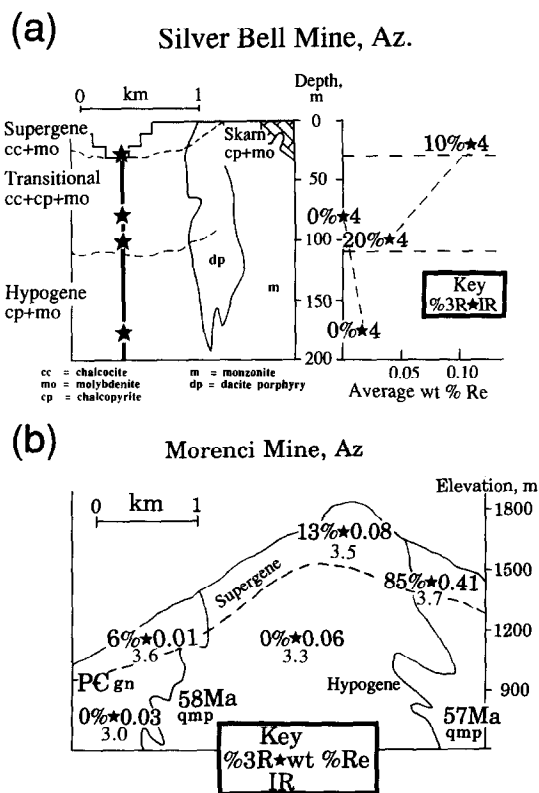 (a)
Silver Bell Mine, Az.
0 km 1
Depth, m
Supergene
cc+mo
Transitional
cc+cp+mo
Hypogene
cp+mo
Skarn
cp+mo
dp
m
0
50
100
150
200
10%★4
0%★4
20%★4
0%★4
Key
%3R★IR
0.05 0.10
Average wt % Re
cc = chalcocite
mo = molybdenite
cp = chalcopyrite
m = monzonite
dp = dacite porphyry
(b)
Morenci Mine, Az
0 km 1
Elevation, m
1800
1500
1200
900
13%★0.08
3.5
Supergene
85%★0.41
3.7
6%★0.01
3.6
0%★0.06
3.3
PЄgn
58Ma
qmp
Hypogene
0%★0.03
3.0
57Ma
qmp
Key
%3R★wt %Re
IR